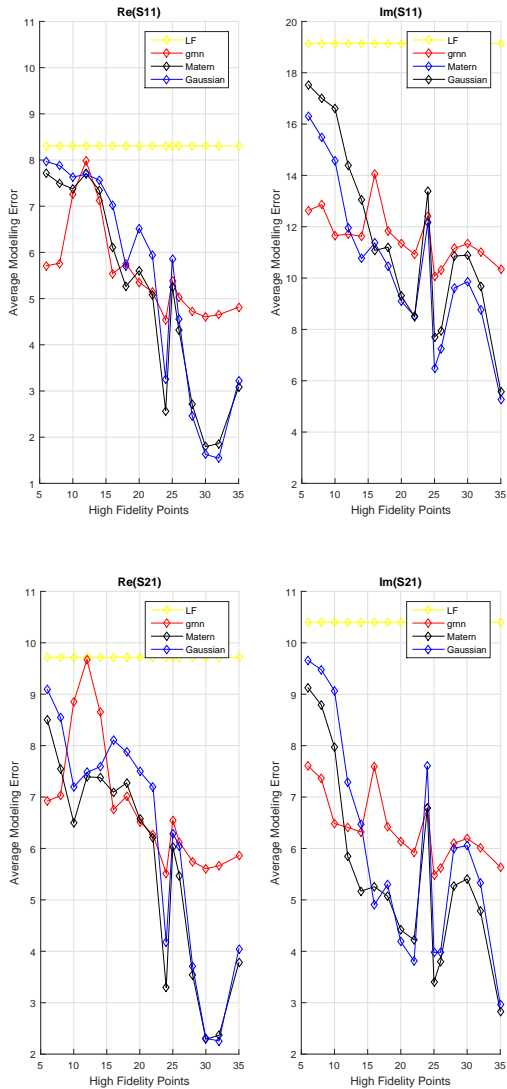 Re(S11)
11
10
9
8
7
6
5
4
3
2
1
5
10
15
20
25
30
35
Average Modelling Error
High Fidelity Points
LF
grnn
Matern
Gaussian
Im(S11)
20
18
16
14
12
10
8
6
4
2
5
10
15
20
25
30
35
Average Modelling Error
High Fidelity Points
LF
grnn
Matern
Gaussian
Re(S21)
11
10
9
8
7
6
5
4
3
2
5
10
15
20
25
30
35
Average Modeling Error
High Fidelity Points
LF
grnn
Matern
Gaussian
Im(S21)
11
10
9
8
7
6
5
4
3
2
5
10
15
20
25
30
35
Average Modeling Error
High Fidelity Points
LF
grnn
Matern
Gaussian